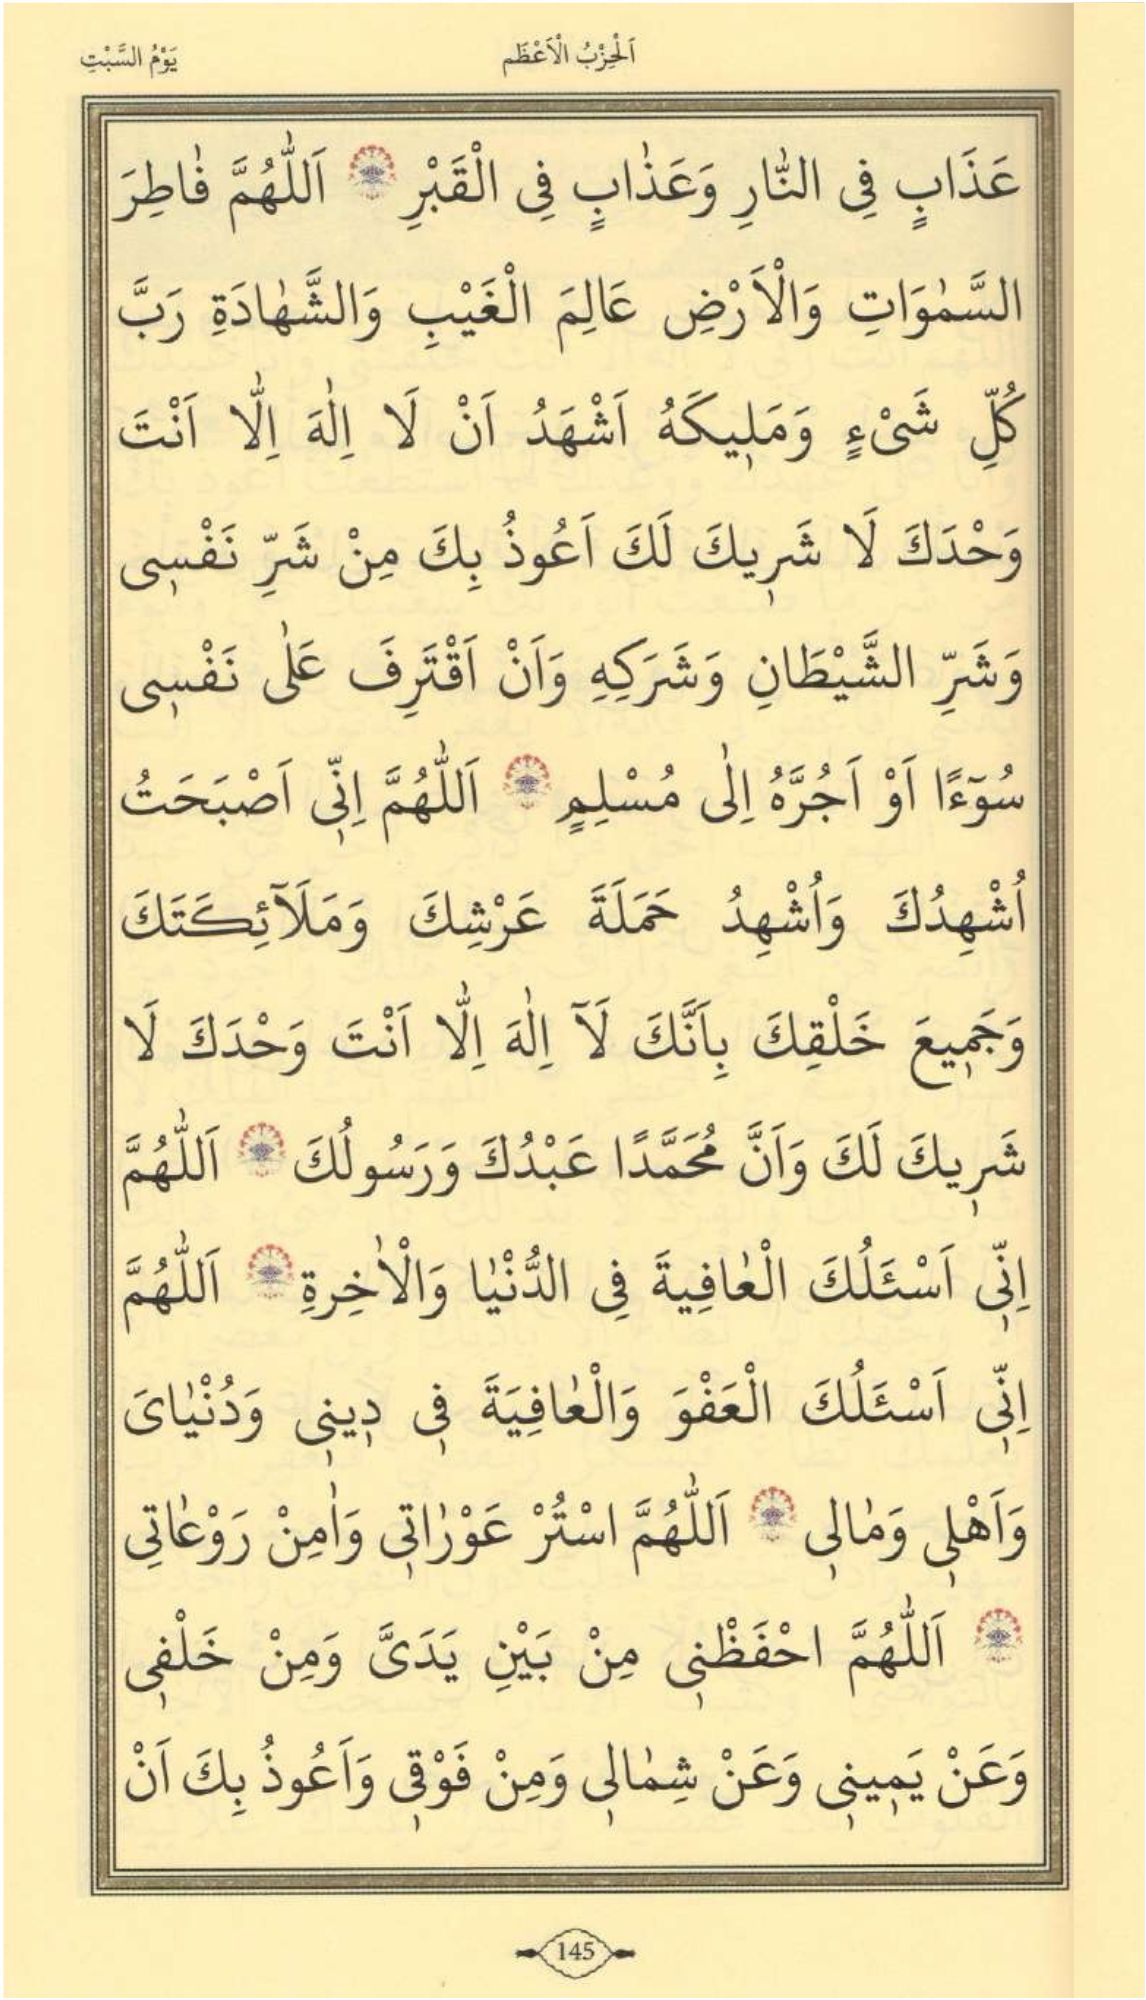 اَلْحِزْبُ الْاَعْظَم
يَوْمُ السَّبْتِ
عَذَابٍ فِي النَّارِ وَعَذَابٍ فِي الْقَبْرِ اَللّٰهُمَّ فَاطِرَ
السَّمٰوَاتِ وَالْاَرْضِ عَالِمَ الْغَيْبِ وَالشَّهَادَةِ رَبَّ
كُلِّ شَىْءٍ وَمَلٖيكَهُ اَشْهَدُ اَنْ لَا اِلٰهَ اِلَّا اَنْتَ
وَحْدَكَ لَا شَرٖيكَ لَكَ اَعُوذُ بِكَ مِنْ شَرِّ نَفْسٖى
وَشَرِّ الشَّيْطَانِ وَشَرَكِهِ وَاَنْ اَقْتَرِفَ عَلٰى نَفْسٖى
سُوٓءًا اَوْ اَجُرَّهُ اِلٰى مُسْلِمٍ اَللّٰهُمَّ اِنّٖى اَصْبَحَتُ
اُشْهِدُكَ وَاُشْهِدُ حَمَلَةَ عَرْشِكَ وَمَلَآئِكَتَكَ
وَجَمٖيعَ خَلْقِكَ بِاَنَّكَ لَآ اِلٰهَ اِلَّا اَنْتَ وَحْدَكَ لَا
شَرٖيكَ لَكَ وَاَنَّ مُحَمَّدًا عَبْدُكَ وَرَسُولُكَ اَللّٰهُمَّ
اِنّٖى اَسْئَلُكَ الْعَافِيةَ فِى الدُّنْيَا وَالْاٰخِرةِ اَللّٰهُمَّ
اِنّٖى اَسْئَلُكَ الْعَفْوَ وَالْعَافِيَةَ فٖى دٖينٖى وَدُنْيَاىَ
وَاَهْلٖى وَمَالٖى اَللّٰهُمَّ اسْتُرْ عَوْرَاتٖى وَاٰمِنْ رَوْعَاتِى
اَللّٰهُمَّ احْفَظْنٖى مِنْ بَيْنِ يَدَىَّ وَمِنْ خَلْفٖى
وَعَنْ يَمٖينٖى وَعَنْ شِمَالٖى وَمِنْ فَوْقٖى وَاَعُوذُ بِكَ اَنْ
145